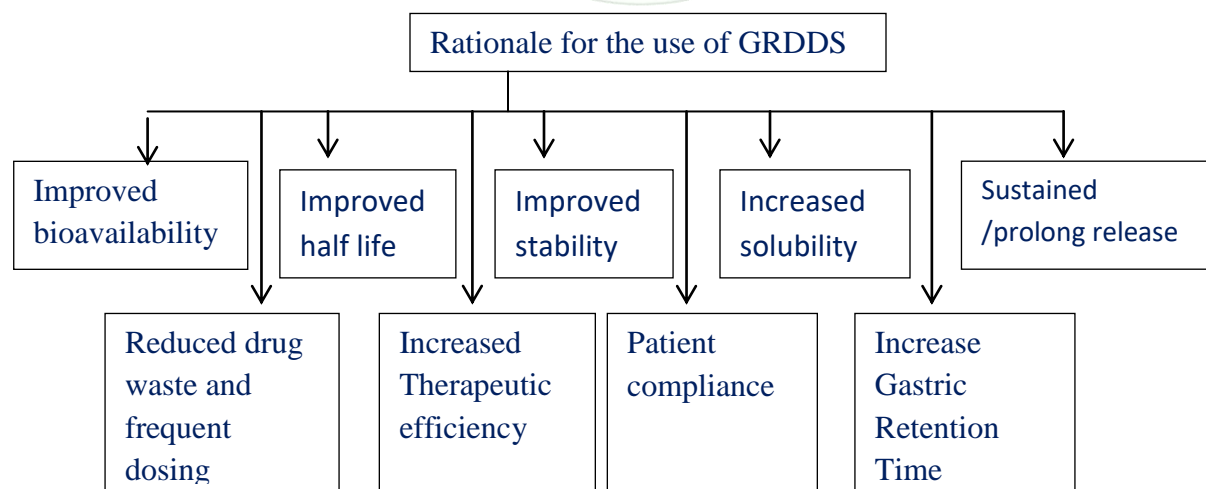 Rationale for the use of GRDDS
Improved
bioavailability
Improved
half life
Improved
stability
Increased
solubility
Sustained
/prolong release
Reduced drug
waste and
frequent
dosing
Increased
Therapeutic
efficiency
Patient
compliance
Increase
Gastric
Retention
Time